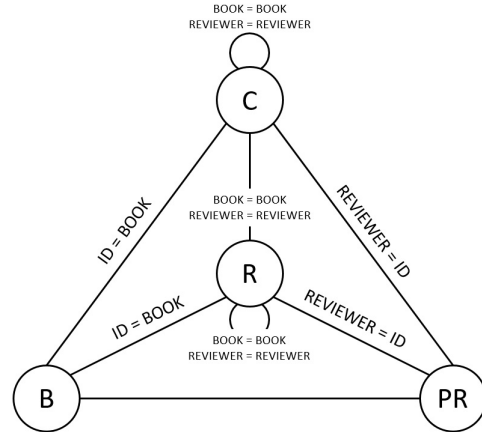 BOOK = BOOK
REVIEWER = REVIEWER
C
ID = BOOK
REVIEWER = ID
BOOK = BOOK
REVIEWER = REVIEWER
R
ID = BOOK
REVIEWER = ID
BOOK = BOOK
REVIEWER = REVIEWER
B
PR